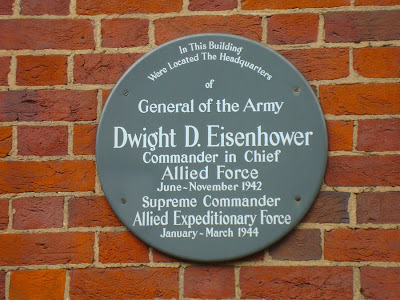 In This Building
Were Located The Headquarters
of
General of the Army
Dwight D. Eisenhower
Commander in Chief
Allied Force
June~November 1942
Supreme Commander
Allied Expeditionary Force
January~March 1944